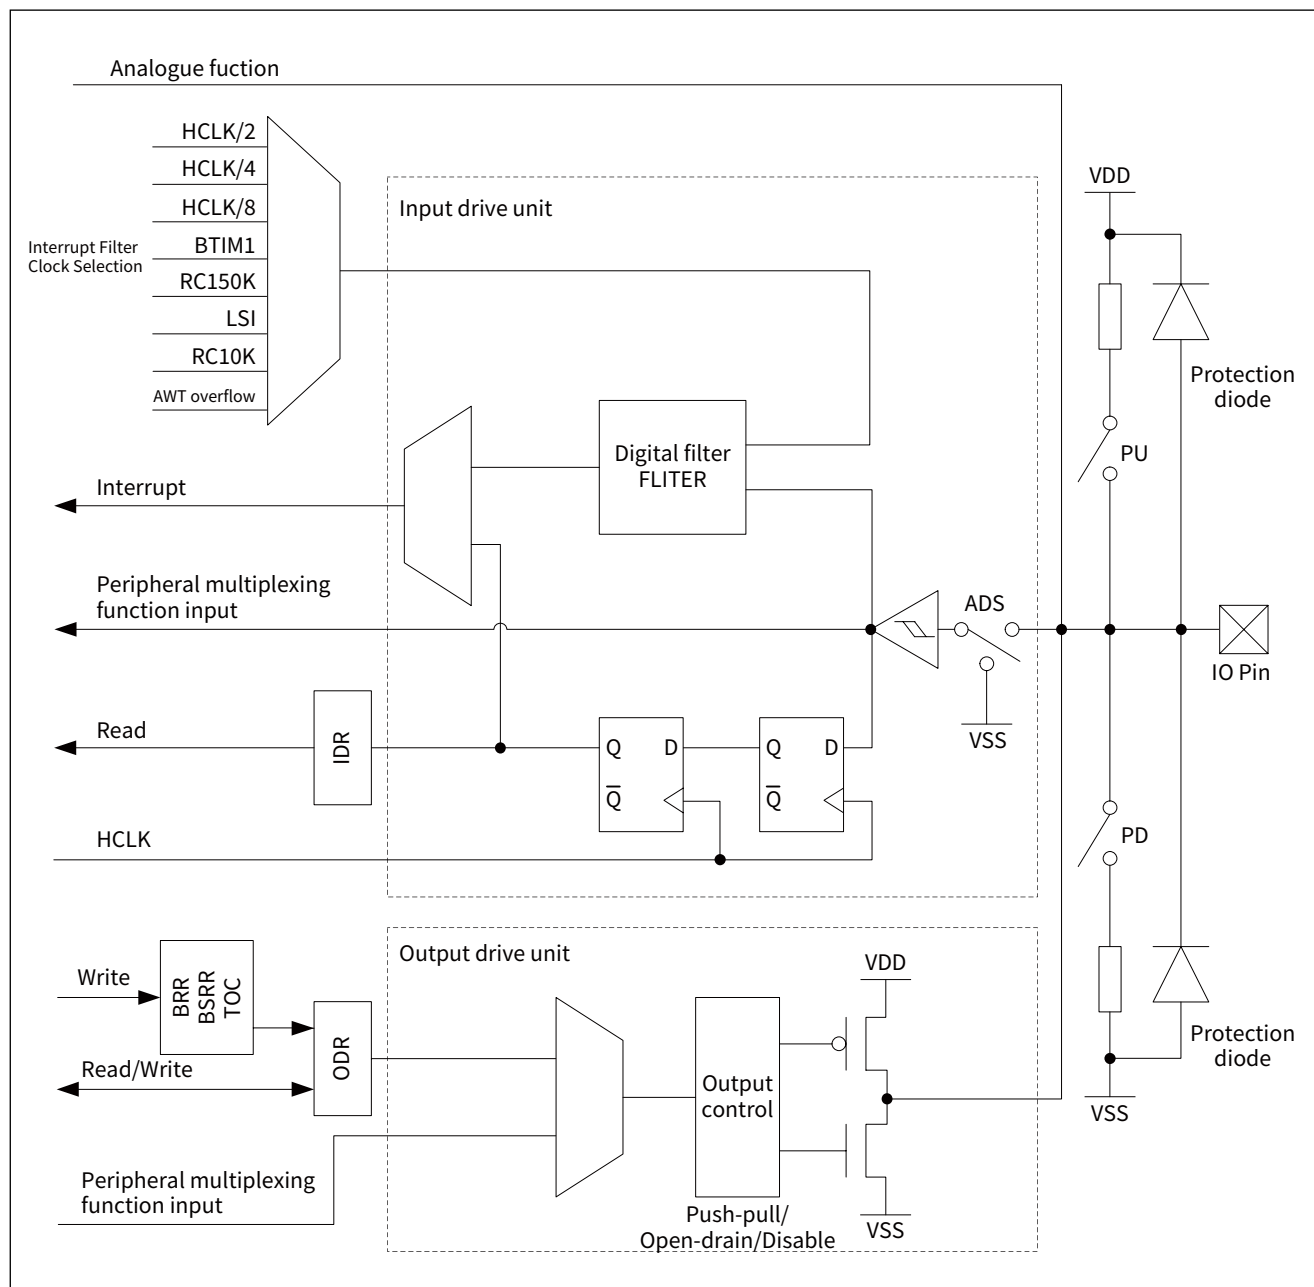 Analogue fuction
HCLK/2
HCLK/4
HCLK/8
BTIM1
RC150K
LSI
RC10K
AWT overflow
Interrupt Filter
Clock Selection
Input drive unit
VDD
Protection
diode
PU
Digital filter
FLITER
Interrupt
Peripheral multiplexing
function input
ADS
IO Pin
VSS
Read
IDR
Q D
Q̅
Q D
Q̅
HCLK
PD
Output drive unit
Write
BRR
BSRR
TOC
Read/Write
ODR
VDD
Output
control
Protection
diode
VSS
Peripheral multiplexing
function input
Push-pull/
Open-drain/Disable
VSS